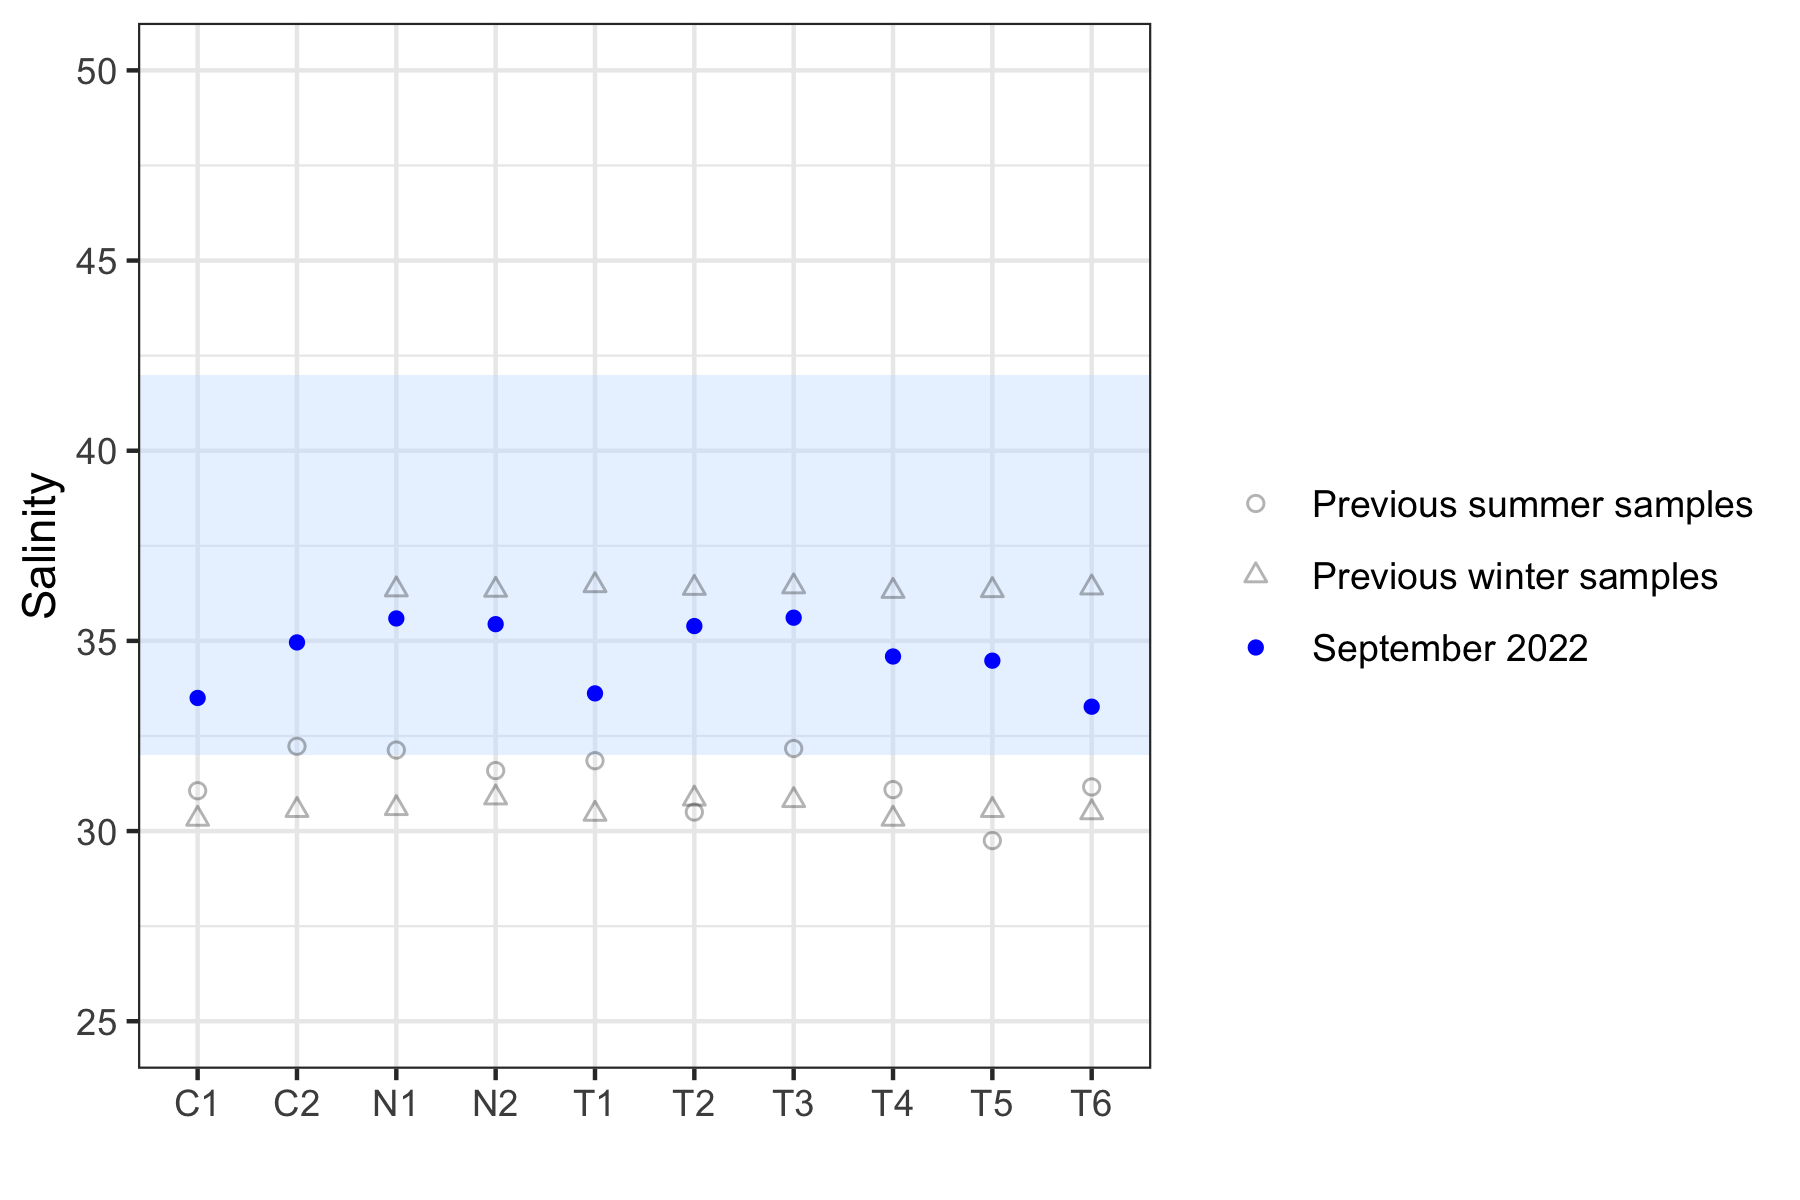 50
45
40
35
30
25
Salinity
C1 C2 N1 N2 T1 T2 T3 T4 T5 T6
Previous summer samples
Previous winter samples
September 2022